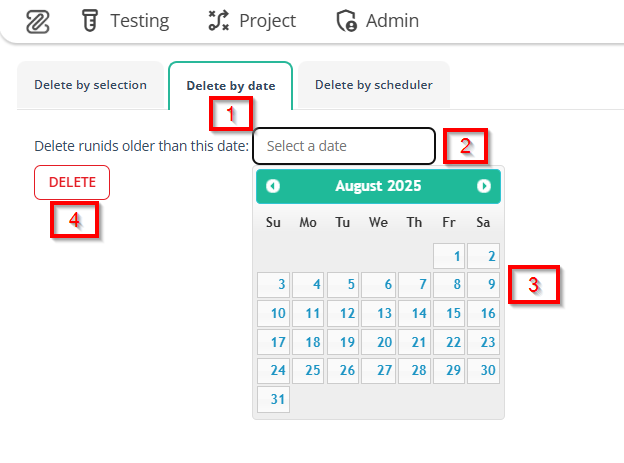 Testing Project Admin
Delete by selection Delete by date Delete by scheduler
1
Delete runids older than this date: Select a date 2
DELETE
4
August 2025
Su Mo Tu We Th Fr Sa
1 2
3 4 5 6 7 8 9
3
10 11 12 13 14 15 16
17 18 19 20 21 22 23
24 25 26 27 28 29 30
31